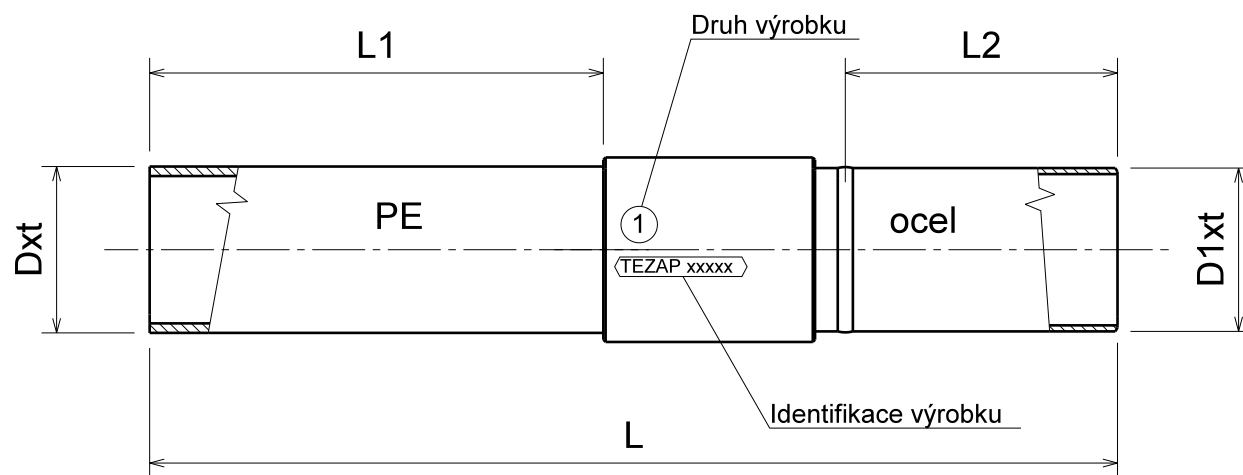 Druh výrobku
L1
L2
Dxt
PE
1
ocel
D1xt
TEZAP xxxxx
Identifikace výrobku
L